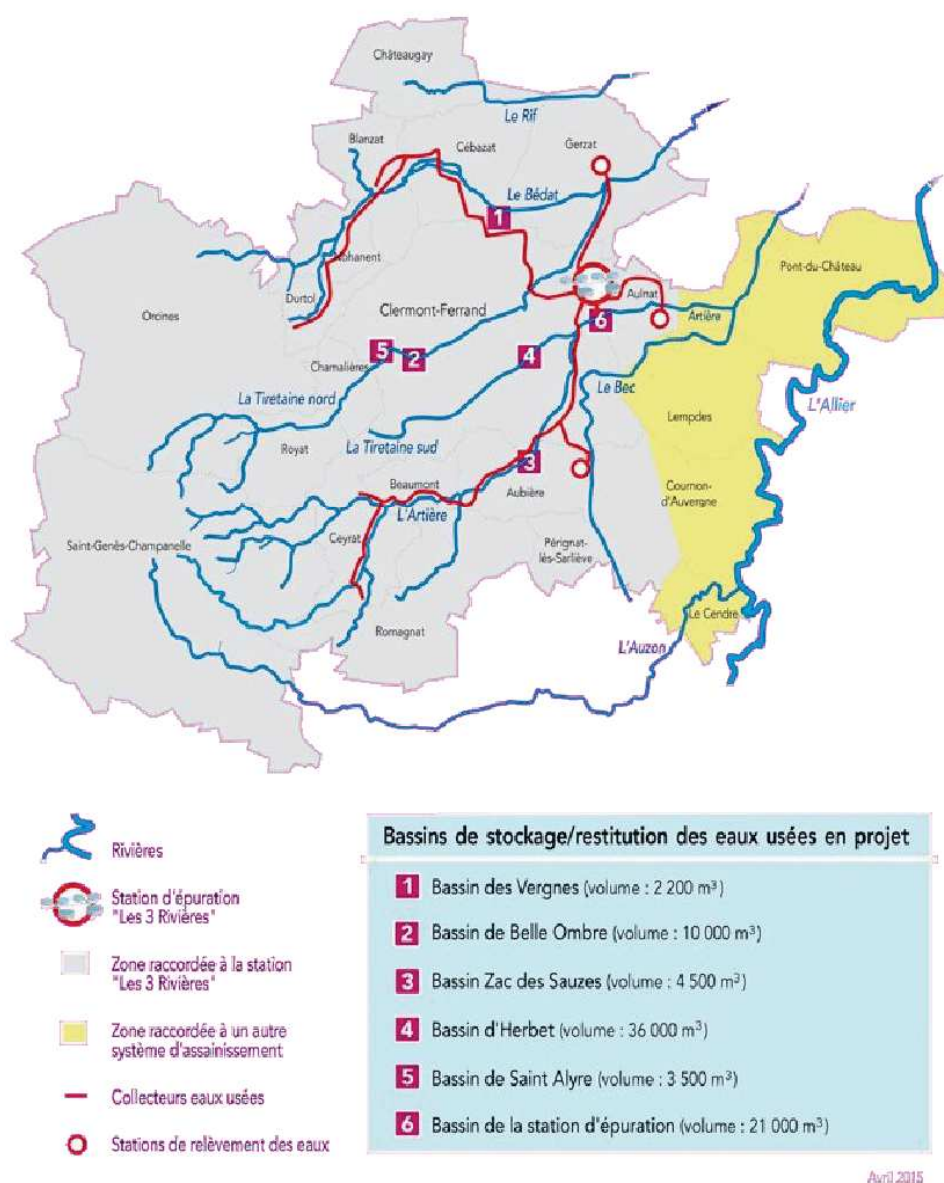 Châteaugay
Le Rif
Blanzat
Cébazat
Gerzat
Le Bédat
1
Nohanent
Pont-du-Château
Durtol
Aulnat
Orcines
Clermont-Ferrand
6
Artière
5
2
4
Chamalières
Le Bec
La Tiretaine nord
L'Allier
Lempdes
Royat
La Tiretaine sud
3
Beaumont
Aubière
Cournon-
d'Auvergne
L'Artière
Ceyrat
Saint-Genès-Champanelle
Pérignat-
lès-Sarliève
Le Cendre
Romagnat
L'Auzon
Rivières
Station d'épuration
"Les 3 Rivières"
Zone raccordée à la station
"Les 3 Rivières"
Zone raccordée à un autre
système d'assainissement
Collecteurs eaux usées
Stations de relèvement des eaux
Bassins de stockage/restitution des eaux usées en projet
1 Bassin des Vergnes (volume : 2 200 m³)
2 Bassin de Belle Ombre (volume : 10 000 m³)
3 Bassin Zac des Sauzes (volume : 4 500 m³)
4 Bassin d'Herbet (volume : 36 000 m³)
5 Bassin de Saint Alyre (volume : 3 500 m³)
6 Bassin de la station d'épuration (volume : 21 000 m³)
Avril 2015